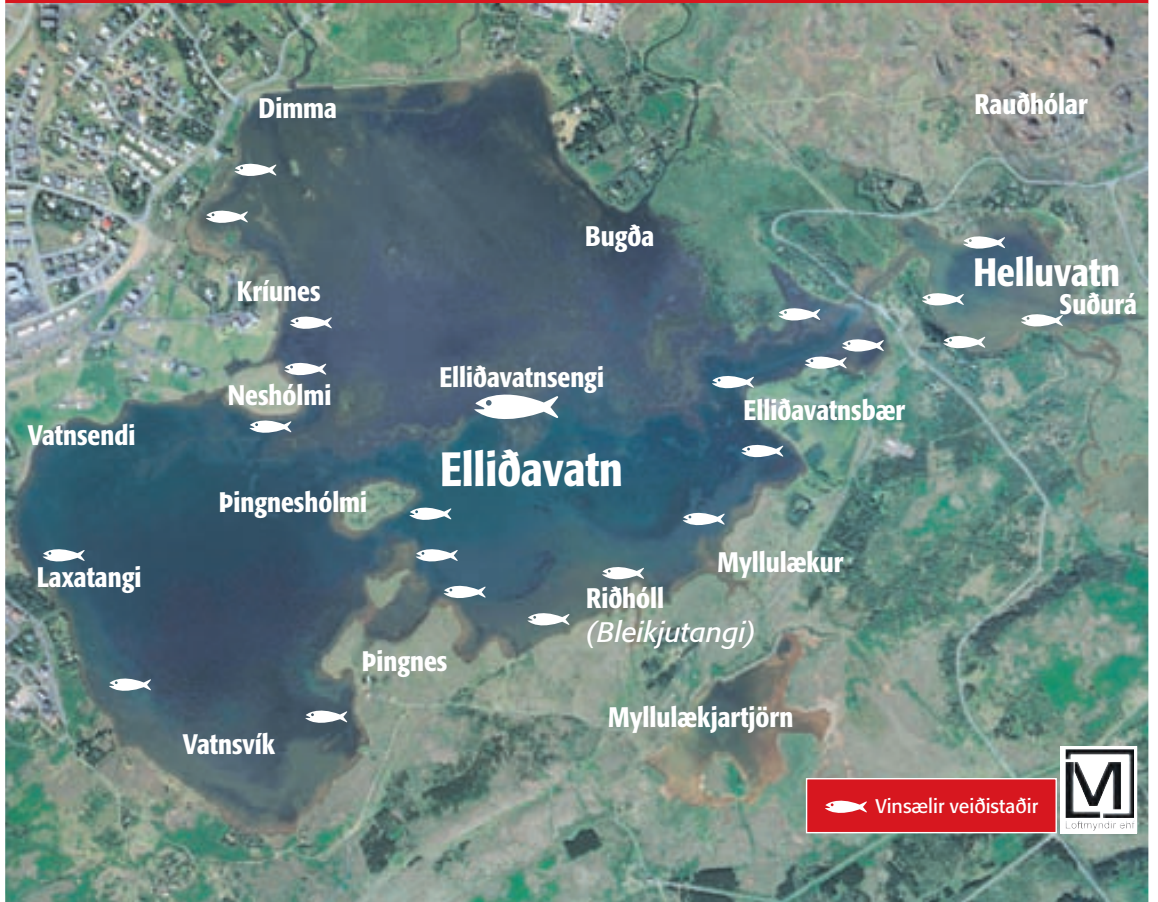 Dimma
Rauðhólar
Bugða
Helluvatn
Suðurá
Kríunes
Elliðavatnsengi
Neshólmi
Elliðavatnsbær
Vatnsendi
Elliðavatn
Þingneshólmi
Myllulækur
Laxatangi
Riðhóll
(Bleikjutangi)
Þingnes
Myllulækjartjörn
Vatnsvík
Vinsælir veiðistaðir
M
Loftmyndir ehf